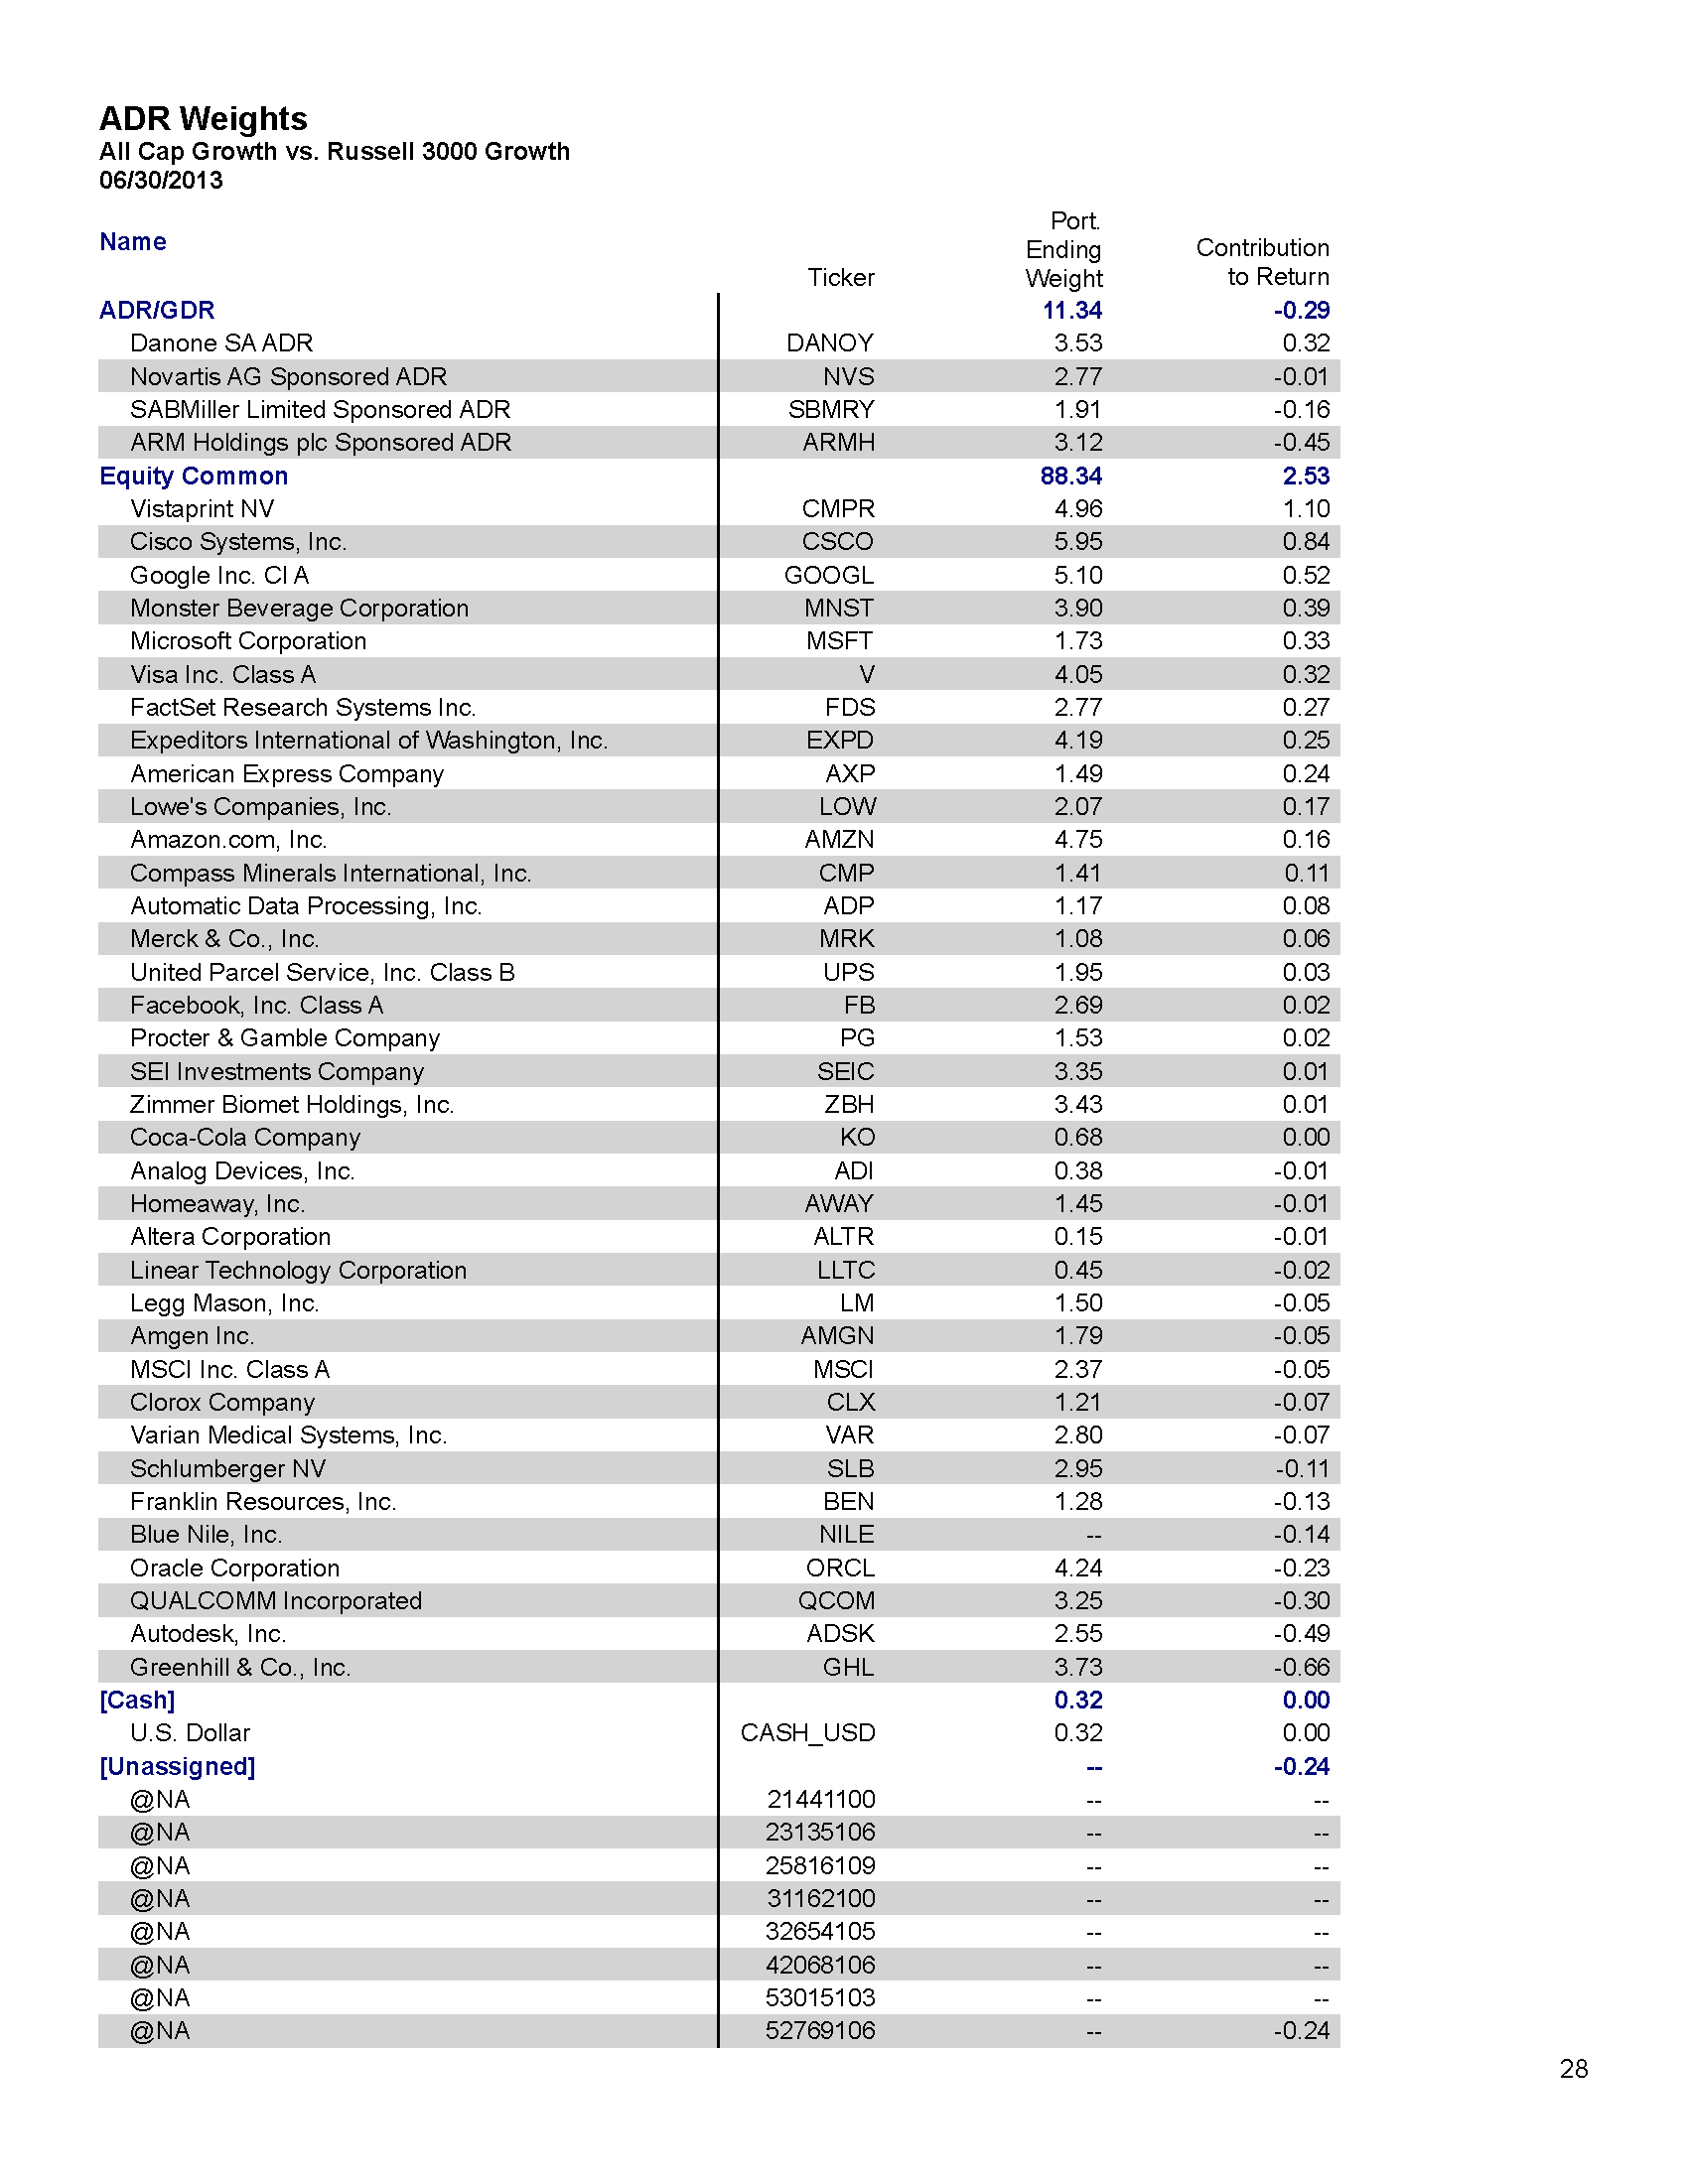 ADR Weights
All Cap Growth vs. Russell 3000 Growth
06/30/2013
Name Ticker Port. Ending Weight Contribution to Return
ADR/GDR 11.34 -0.29
Danone SA ADR DANOY 3.53 0.32
Novartis AG Sponsored ADR NVS 2.77 -0.01
SABMiller Limited Sponsored ADR SBMRY 1.91 -0.16
ARM Holdings plc Sponsored ADR ARMH 3.12 -0.45
Equity Common 88.34 2.53
Vistaprint NV CMPR 4.96 1.10
Cisco Systems, Inc. CSCO 5.95 0.84
Google Inc. Cl A GOOGL 5.10 0.52
Monster Beverage Corporation MNST 3.90 0.39
Microsoft Corporation MSFT 1.73 0.33
Visa Inc. Class A V 4.05 0.32
FactSet Research Systems Inc. FDS 2.77 0.27
Expeditors International of Washington, Inc. EXPD 4.19 0.25
American Express Company AXP 1.49 0.24
Lowe's Companies, Inc. LOW 2.07 0.17
Amazon.com, Inc. AMZN 4.75 0.16
Compass Minerals International, Inc. CMP 1.41 0.11
Automatic Data Processing, Inc. ADP 1.17 0.08
Merck & Co., Inc. MRK 1.08 0.06
United Parcel Service, Inc. Class B UPS 1.95 0.03
Facebook, Inc. Class A FB 2.69 0.02
Procter & Gamble Company PG 1.53 0.02
SEI Investments Company SEIC 3.35 0.01
Zimmer Biomet Holdings, Inc. ZBH 3.43 0.01
Coca-Cola Company KO 0.68 0.00
Analog Devices, Inc. ADI 0.38 -0.01
Homeaway, Inc. AWAY 1.45 -0.01
Altera Corporation ALTR 0.15 -0.01
Linear Technology Corporation LLTC 0.45 -0.02
Legg Mason, Inc. LM 1.50 -0.05
Amgen Inc. AMGN 1.79 -0.05
MSCI Inc. Class A MSCI 2.37 -0.05
Clorox Company CLX 1.21 -0.07
Varian Medical Systems, Inc. VAR 2.80 -0.07
Schlumberger NV SLB 2.95 -0.11
Franklin Resources, Inc. BEN 1.28 -0.13
Blue Nile, Inc. NILE -- -0.14
Oracle Corporation ORCL 4.24 -0.23
QUALCOMM Incorporated QCOM 3.25 -0.30
Autodesk, Inc. ADSK 2.55 -0.49
Greenhill & Co., Inc. GHL 3.73 -0.66
[Cash] 0.32 0.00
U.S. Dollar CASH_USD 0.32 0.00
[Unassigned] -- -0.24
@NA 21441100 -- --
@NA 23135106 -- --
@NA 25816109 -- --
@NA 31162100 -- --
@NA 32654105 -- --
@NA 42068106 -- --
@NA 53015103 -- --
@NA 52769106 -- -0.24
28